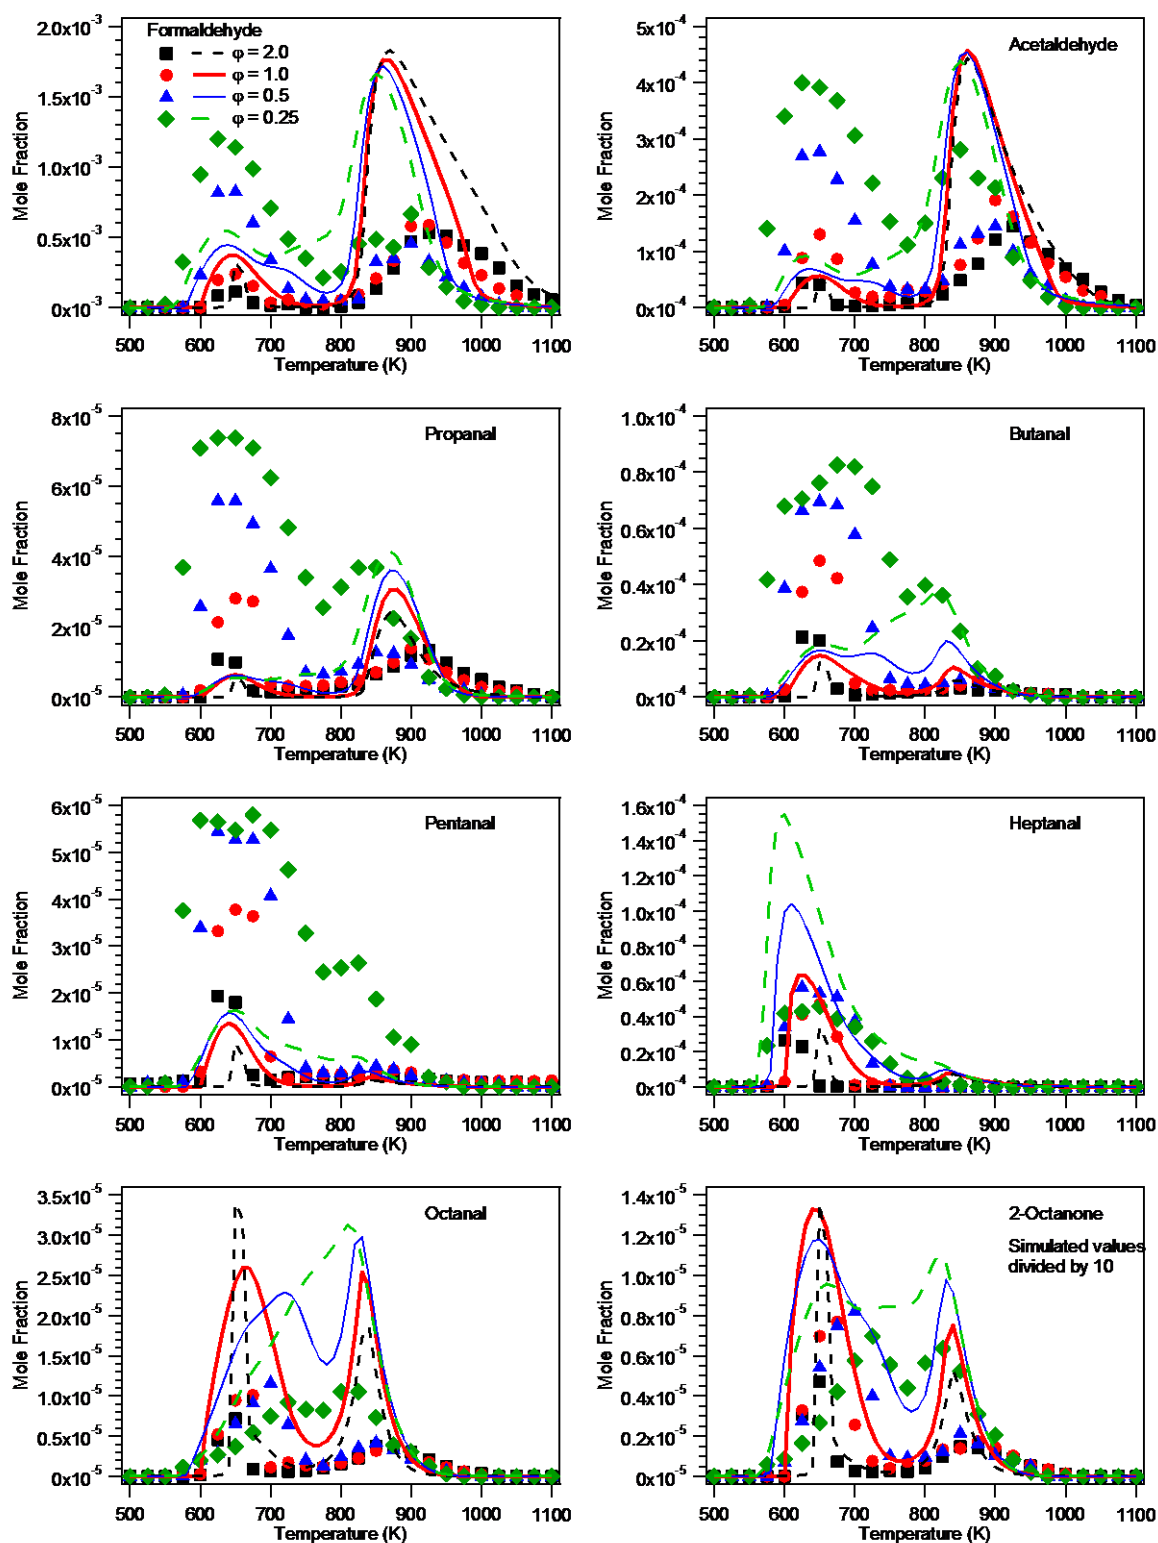 Formaldehyde
φ = 2.0
φ = 1.0
φ = 0.5
φ = 0.25
2.0x10⁻³
1.5x10⁻³
1.0x10⁻³
0.5x10⁻³
0x10⁻³
Mole Fraction
500 600 700 800 900 1000 1100
Temperature (K)
Acetaldehyde
5x10⁻⁴
4x10⁻⁴
3x10⁻⁴
2x10⁻⁴
1x10⁻⁴
0x10⁻⁴
Mole Fraction
500 600 700 800 900 1000 1100
Temperature (K)
Propanal
8x10⁻⁵
6x10⁻⁵
4x10⁻⁵
2x10⁻⁵
0x10⁻⁵
Mole Fraction
500 600 700 800 900 1000 1100
Temperature (K)
Butanal
1.0x10⁻⁴
0.8x10⁻⁴
0.6x10⁻⁴
0.4x10⁻⁴
0.2x10⁻⁴
0.0x10⁻⁴
Mole Fraction
500 600 700 800 900 1000 1100
Temperature (K)
Pentanal
6x10⁻⁵
5x10⁻⁵
4x10⁻⁵
3x10⁻⁵
2x10⁻⁵
1x10⁻⁵
0x10⁻⁵
Mole Fraction
500 600 700 800 900 1000 1100
Temperature (K)
Heptanal
1.6x10⁻⁴
1.4x10⁻⁴
1.2x10⁻⁴
1.0x10⁻⁴
0.8x10⁻⁴
0.6x10⁻⁴
0.4x10⁻⁴
0.2x10⁻⁴
0x10⁻⁴
Mole Fraction
500 600 700 800 900 1000 1100
Temperature (K)
Octanal
3.5x10⁻⁵
3.0x10⁻⁵
2.5x10⁻⁵
2.0x10⁻⁵
1.5x10⁻⁵
1.0x10⁻⁵
0.5x10⁻⁵
0x10⁻⁵
Mole Fraction
500 600 700 800 900 1000 1100
Temperature (K)
2-Octanone
Simulated values
divided by 10
1.4x10⁻⁵
1.2x10⁻⁵
1.0x10⁻⁵
0.8x10⁻⁵
0.6x10⁻⁵
0.4x10⁻⁵
0.2x10⁻⁵
0x10⁻⁵
Mole Fraction
500 600 700 800 900 1000 1100
Temperature (K)